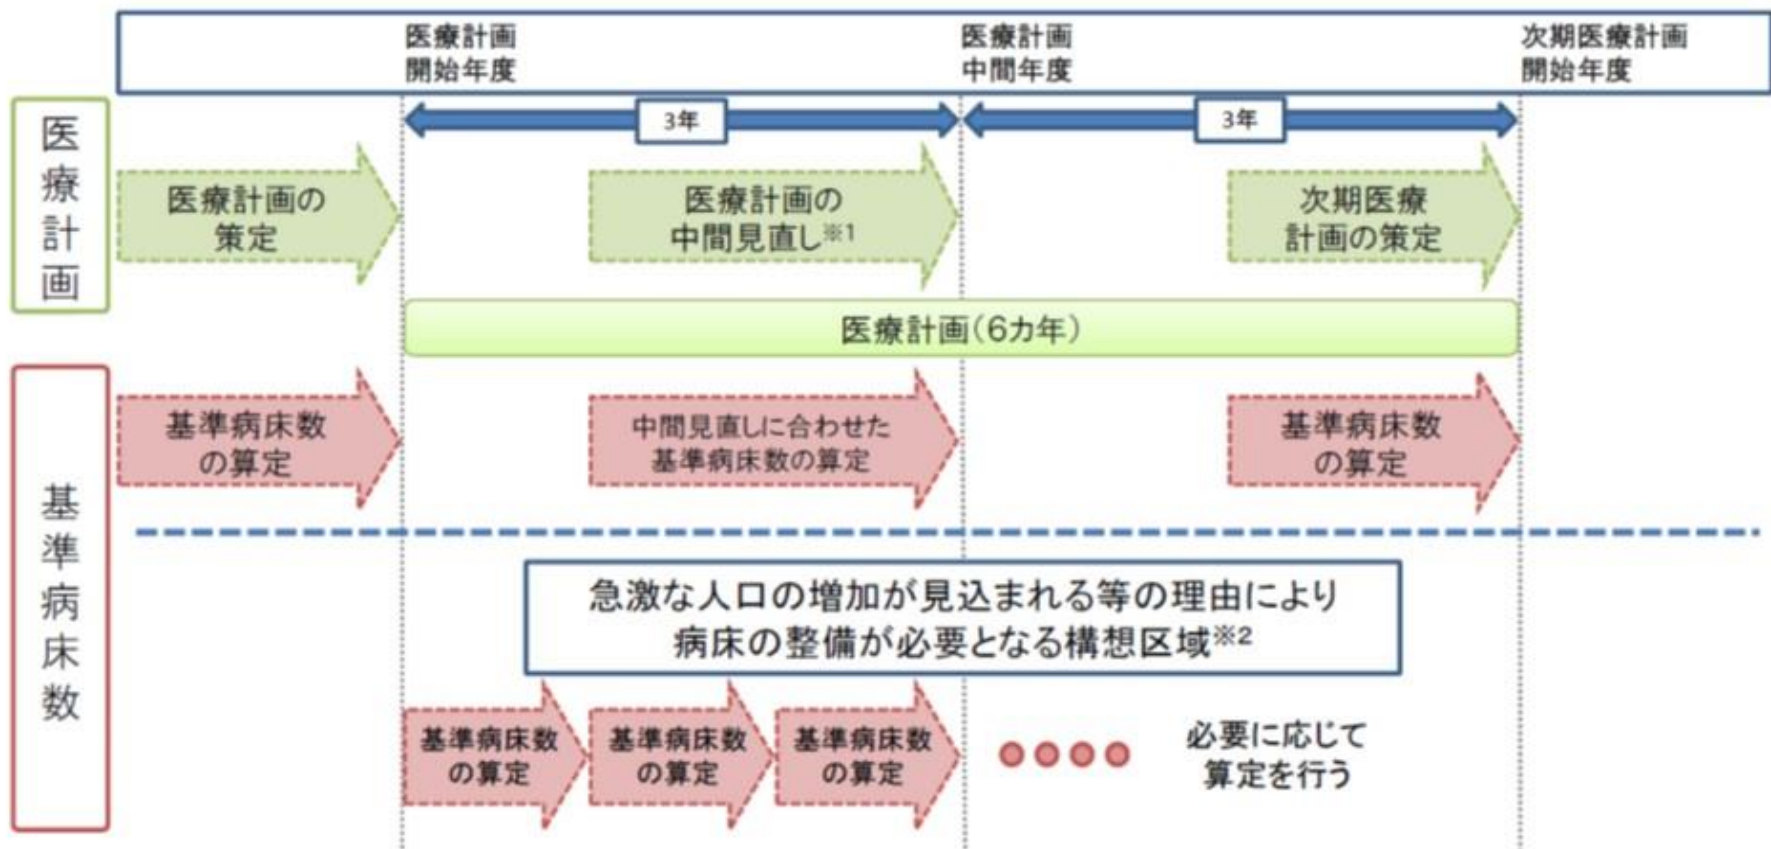 医療計画
開始年度
医療計画
中間年度
次期医療計画
開始年度
3年
3年
医療計画
医療計画の
策定
医療計画の
中間見直し※1
次期医療
計画の策定
医療計画(6カ年)
基準病床数
基準病床数
の算定
中間見直しに合わせた
基準病床数の算定
基準病床数
の算定
急激な人口の増加が見込まれる等の理由により
病床の整備が必要となる構想区域※2
基準病床数
の算定
基準病床数
の算定
基準病床数
の算定
必要に応じて
算定を行う